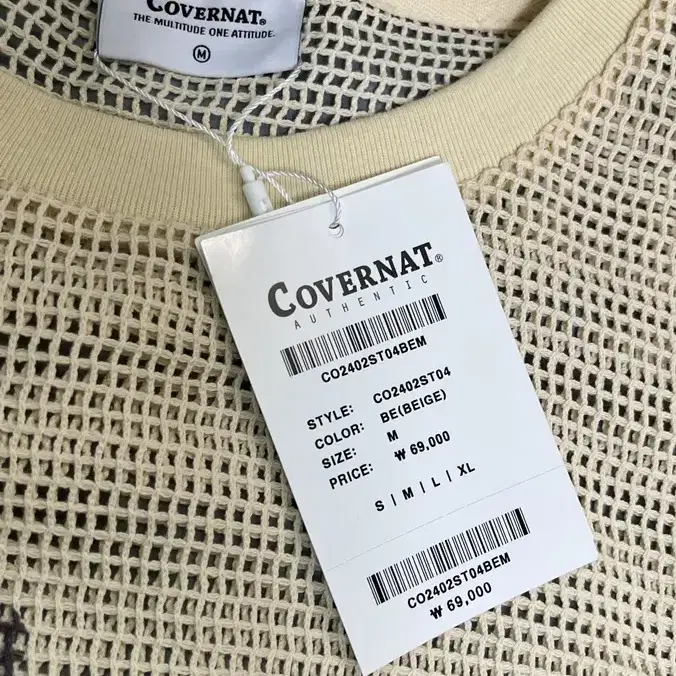 COVERNAT®
THE MULTITUDE ONE ATTITUDE.
M
COVERNAT®
AUTHENTIC
CO2402ST04BEM
STYLE: CO2402ST04
COLOR: BE(BEIGE)
SIZE: M
PRICE: ₩ 69,000
S | M | L | XL
CO2402ST04BEM
₩ 69,000